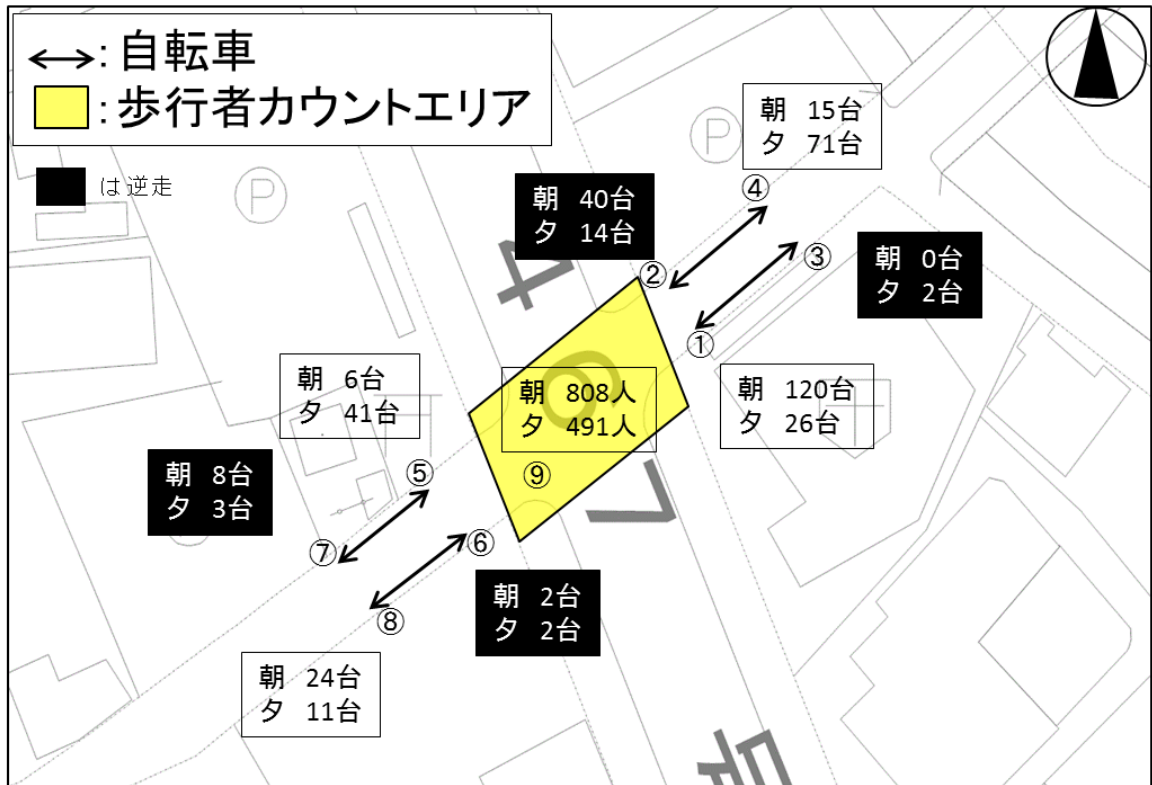 ↔: 自転車
: 歩行者カウントエリア
は逆走
P
P
朝 15台
夕 71台
④
朝 40台
夕 14台
②
③
朝 0台
夕 2台
①
467号
朝 6台
夕 41台
朝 808人
夕 491人
朝 120台
夕 26台
⑤
⑨
朝 8台
夕 3台
⑦
⑥
⑧
朝 2台
夕 2台
朝 24台
夕 11台